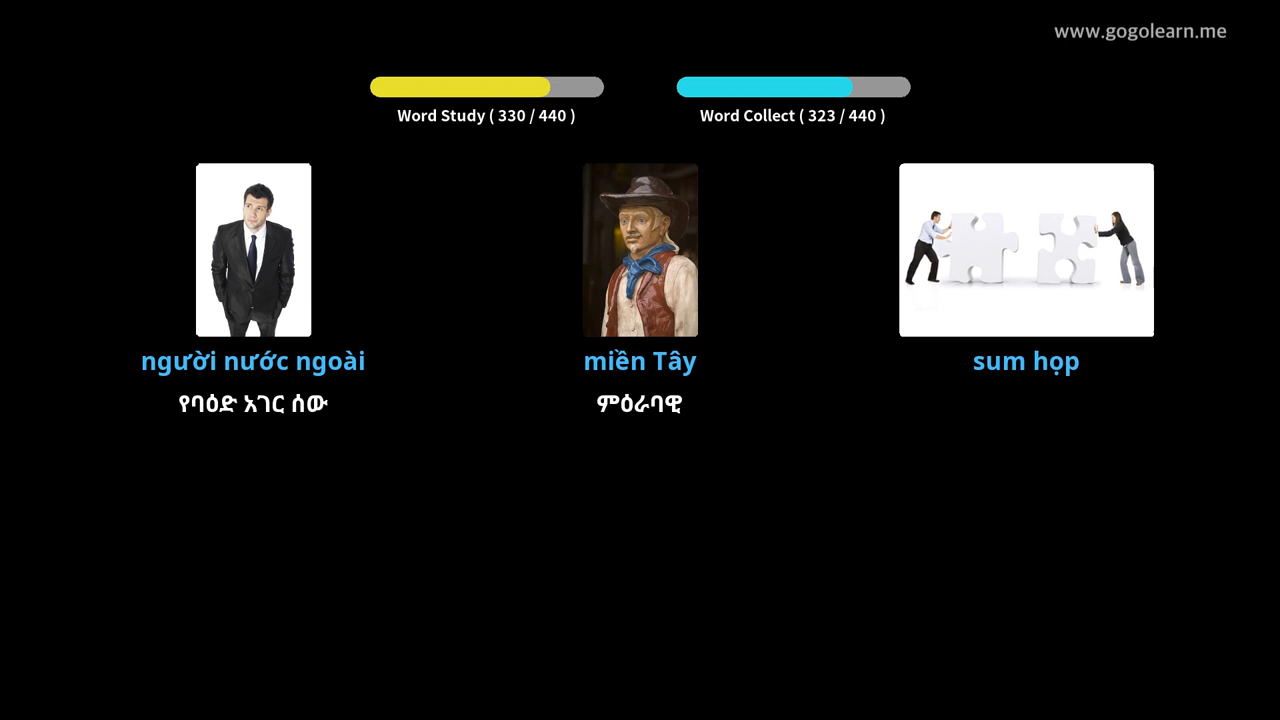 www.gogolearn.me
Word Study ( 330 / 440 )
Word Collect ( 323 / 440 )
người nước ngoài
miền Tây
sum họp
የባዕድ አገር ሰው
ምዕራባዊ